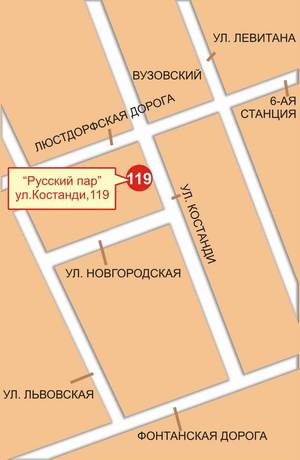 УЛ. ЛЕВИТАНА
ВУЗОВСКИЙ
6-АЯ
СТАНЦИЯ
ЛЮСТДОРФСКАЯ ДОРОГА
“Русский пар”
ул.Костанди,119
119
УЛ. КОСТАНДИ
УЛ. НОВГОРОДСКАЯ
УЛ. ЛЬВОВСКАЯ
ФОНТАНСКАЯ ДОРОГА